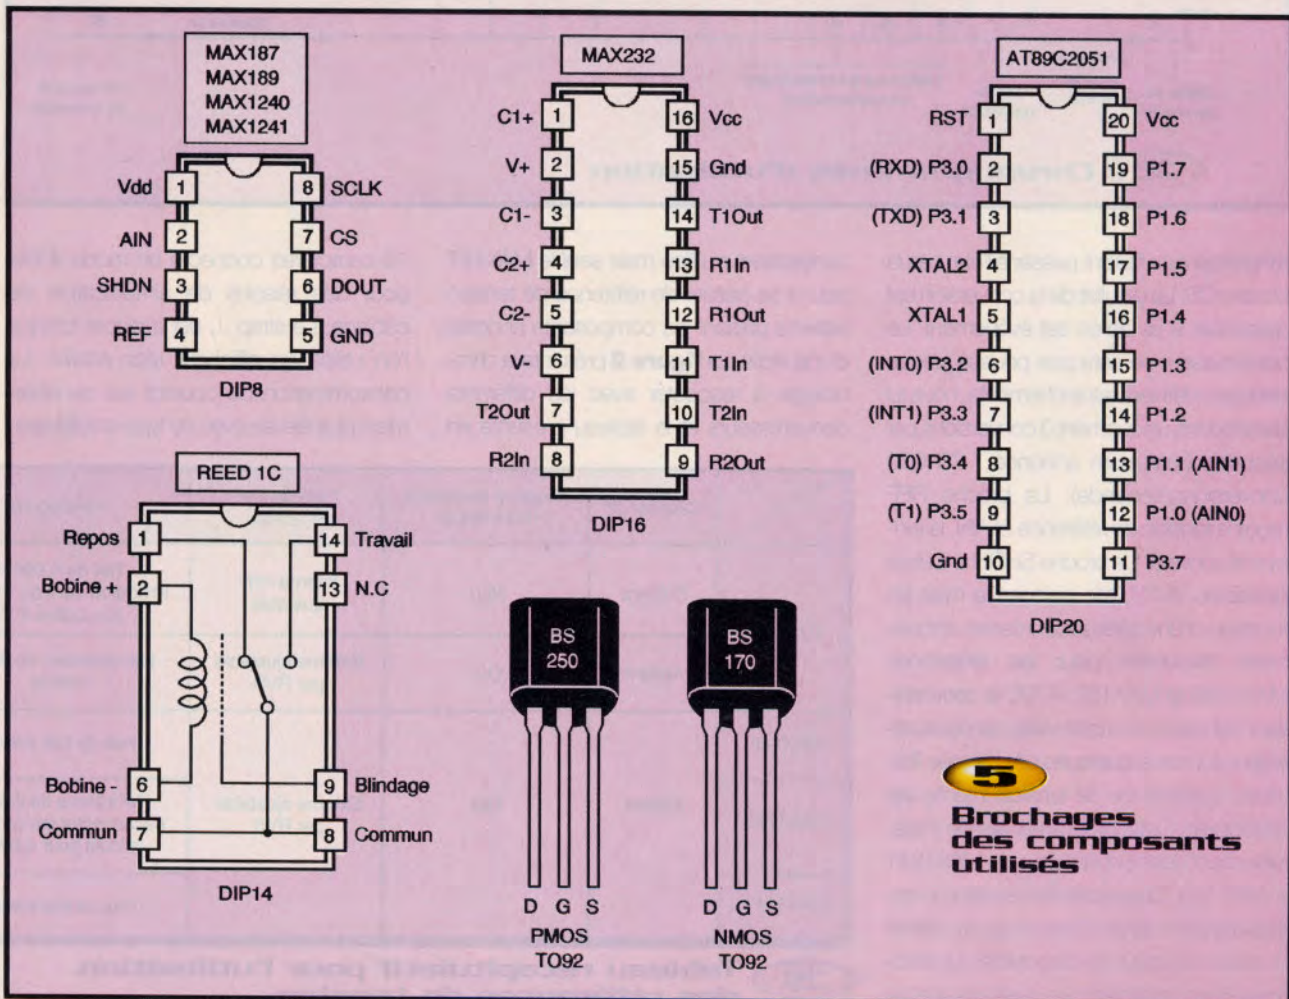 MAX187
MAX189
MAX1240
MAX1241
Vdd 1 8 SCLK
AIN 2 7 CS
SHDN 3 6 DOUT
REF 4 5 GND
DIP8
MAX232
C1+ 1 16 Vcc
V+ 2 15 Gnd
C1- 3 14 T1Out
C2+ 4 13 R1In
C2- 5 12 R1Out
V- 6 11 T1In
T2Out 7 10 T2In
R2In 8 9 R2Out
DIP16
AT89C2051
RST 1 20 Vcc
(RXD) P3.0 2 19 P1.7
(TXD) P3.1 3 18 P1.6
XTAL2 4 17 P1.5
XTAL1 5 16 P1.4
(INT0) P3.2 6 15 P1.3
(INT1) P3.3 7 14 P1.2
(T0) P3.4 8 13 P1.1 (AIN1)
(T1) P3.5 9 12 P1.0 (AIN0)
Gnd 10 11 P3.7
DIP20
REED 1C
Repos 1 14 Travail
Bobine+ 2 13 N.C
Bobine - 6 9 Blindage
Commun 7 8 Commun
DIP14
BS
250
D G S
PMOS
TO92
BS
170
D G S
NMOS
TO92
5
Brochages
des composants
utilisés